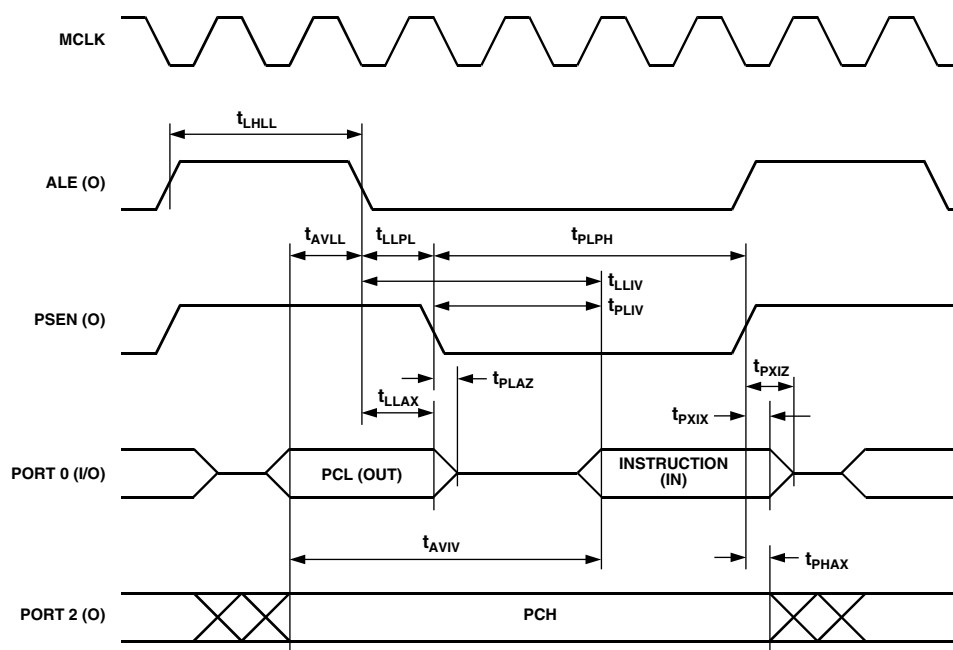 MCLK
tLHLL
ALE (O)
tAVLL
tLLPL
tPLPH
tLLIV
tPLIV
PSEN (O)
tPXIZ
tPLAZ
tLLAX
tPXIX
PORT 0 (I/O)
PCL (OUT)
INSTRUCTION
(IN)
tAVIV
tPHAX
PORT 2 (O)
PCH